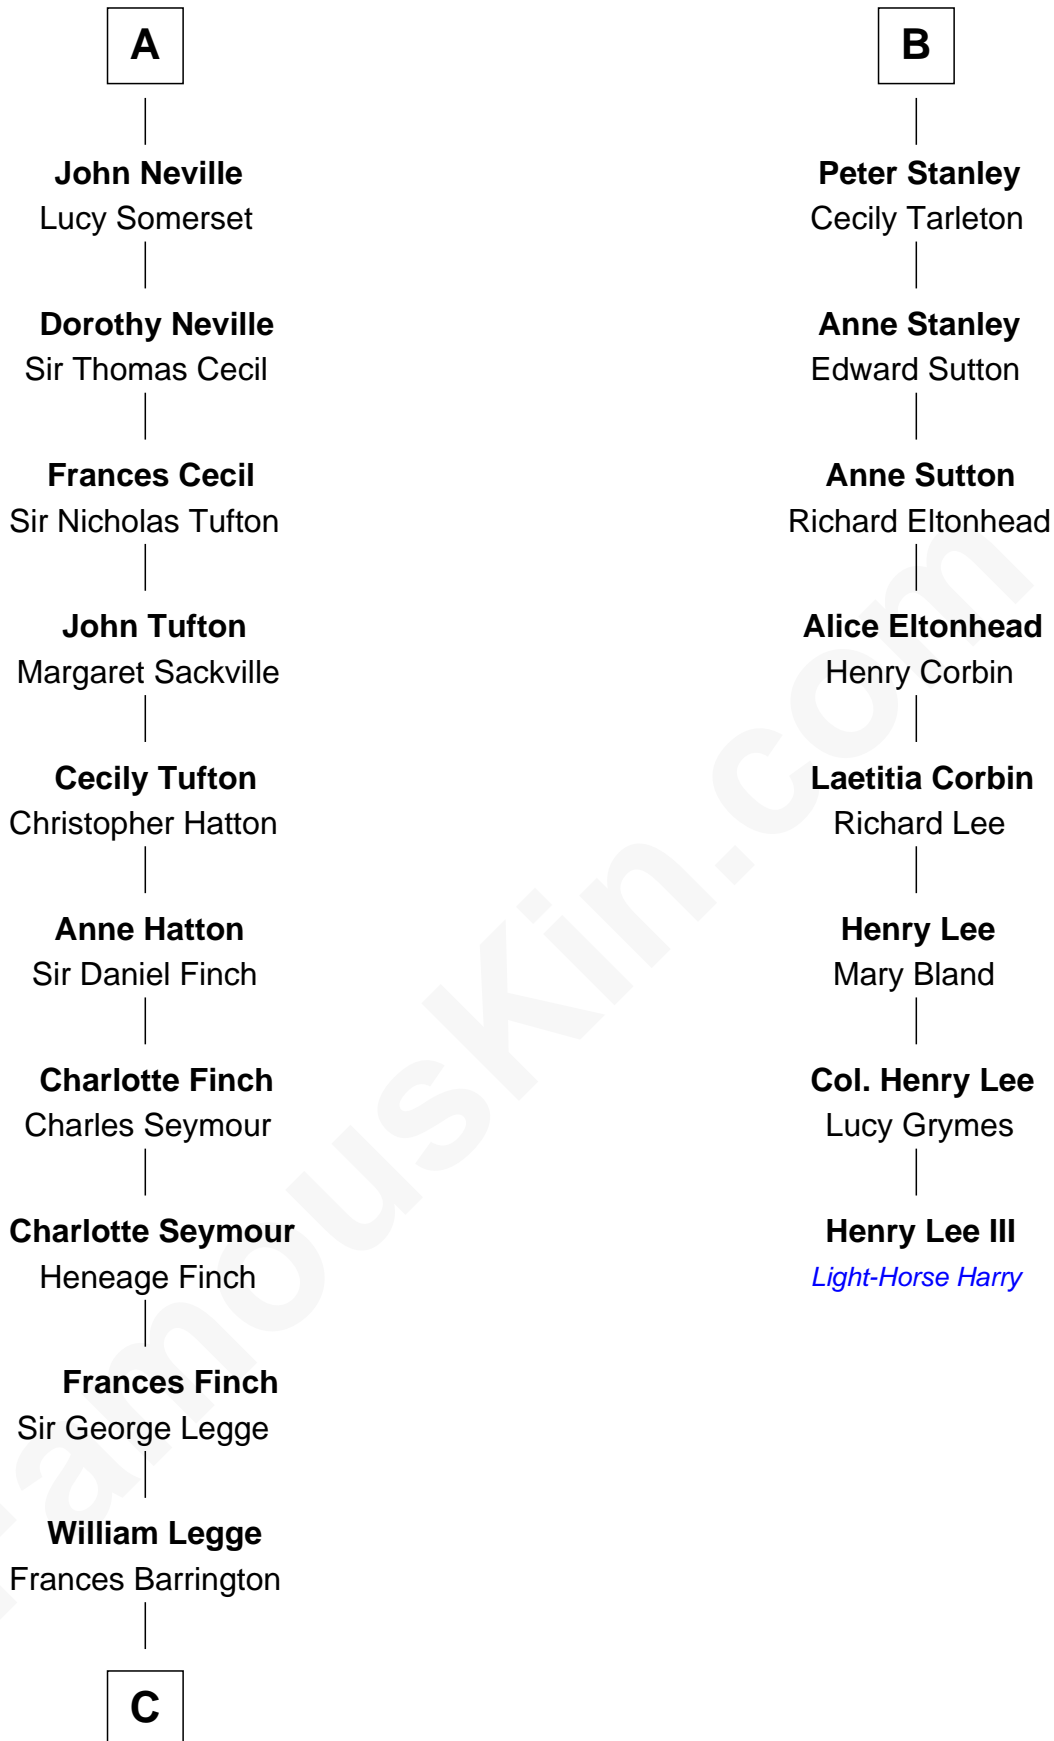 A
John Neville
Lucy Somerset
Dorothy Neville
Sir Thomas Cecil
Frances Cecil
Sir Nicholas Tufton
John Tufton
Margaret Sackville
Cecily Tufton
Christopher Hatton
Anne Hatton
Sir Daniel Finch
Charlotte Finch
Charles Seymour
Charlotte Seymour
Heneage Finch
Frances Finch
Sir George Legge
William Legge
Frances Barrington
C
B
Peter Stanley
Cecily Tarleton
Anne Stanley
Edward Sutton
Anne Sutton
Richard Eltonhead
Alice Eltonhead
Henry Corbin
Laetitia Corbin
Richard Lee
Henry Lee
Mary Bland
Col. Henry Lee
Lucy Grymes
Henry Lee III
Light-Horse Harry
FamousKin.com